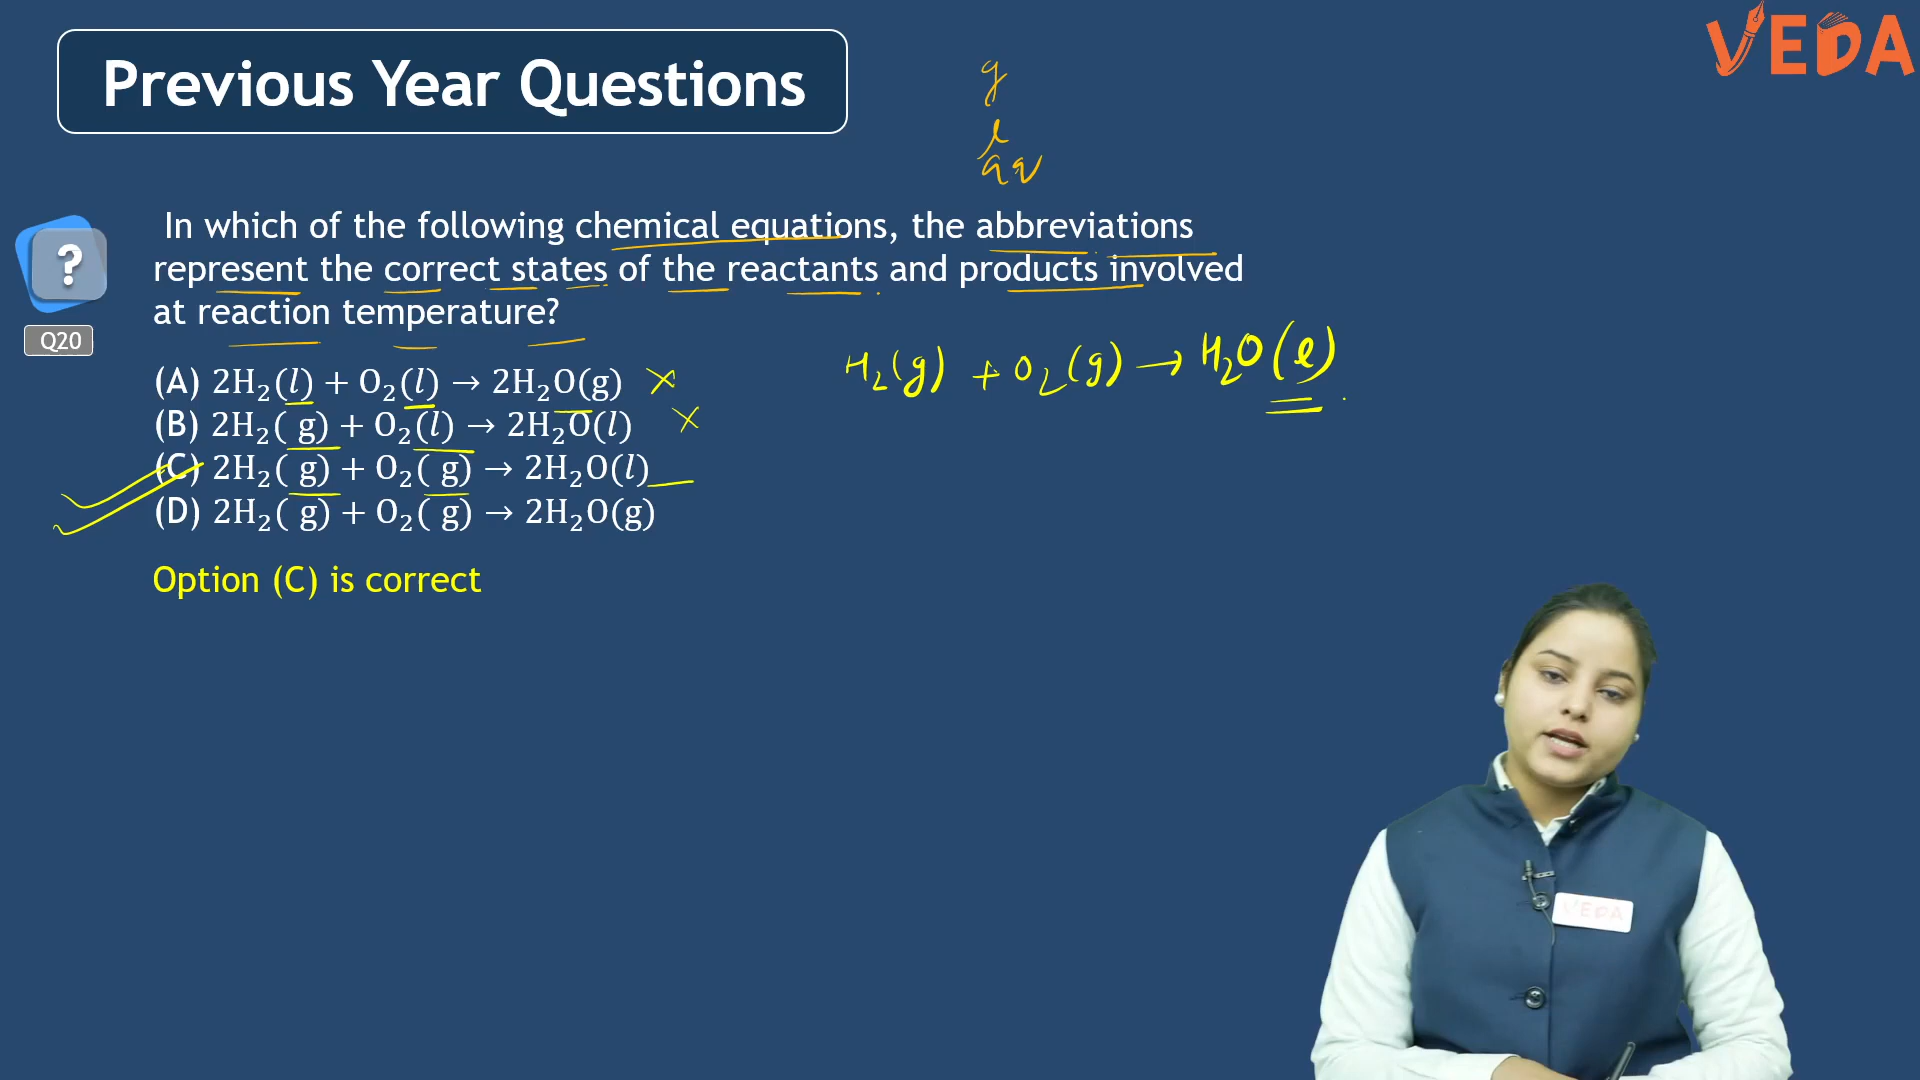 Previous Year Questions
VEDA
g
l
aq
In which of the following chemical equations, the abbreviations
represent the correct states of the reactants and products involved
at reaction temperature?
?
Q20
(A) 2H₂(l) + O₂(l) → 2H₂O(g) ×
(B) 2H₂( g) + O₂(l) → 2H₂O(l) ×
(C) 2H₂( g) + O₂( g) → 2H₂O(l)
(D) 2H₂( g) + O₂( g) → 2H₂O(g)
H₂(g) + O₂(g) → H₂O(l)
Option (C) is correct
VEDA